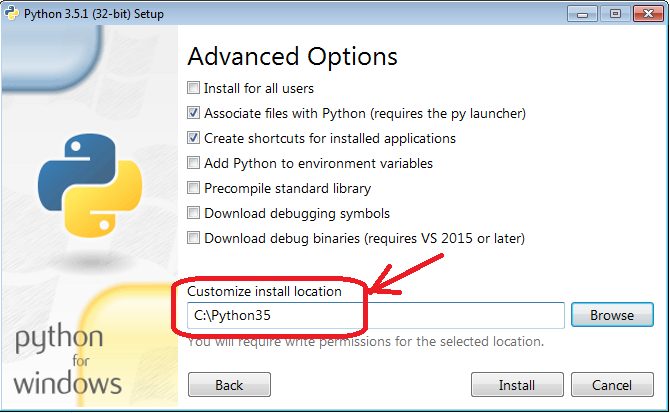 Python 3.5.1 (32-bit) Setup
Advanced Options
Install for all users
Associate files with Python (requires the py launcher)
Create shortcuts for installed applications
Add Python to environment variables
Precompile standard library
Download debugging symbols
Download debug binaries (requires VS 2015 or later)
Customize install location
C:\Python35
Browse
You will require write permissions for the selected location.
python
for
windows
Back
Install
Cancel